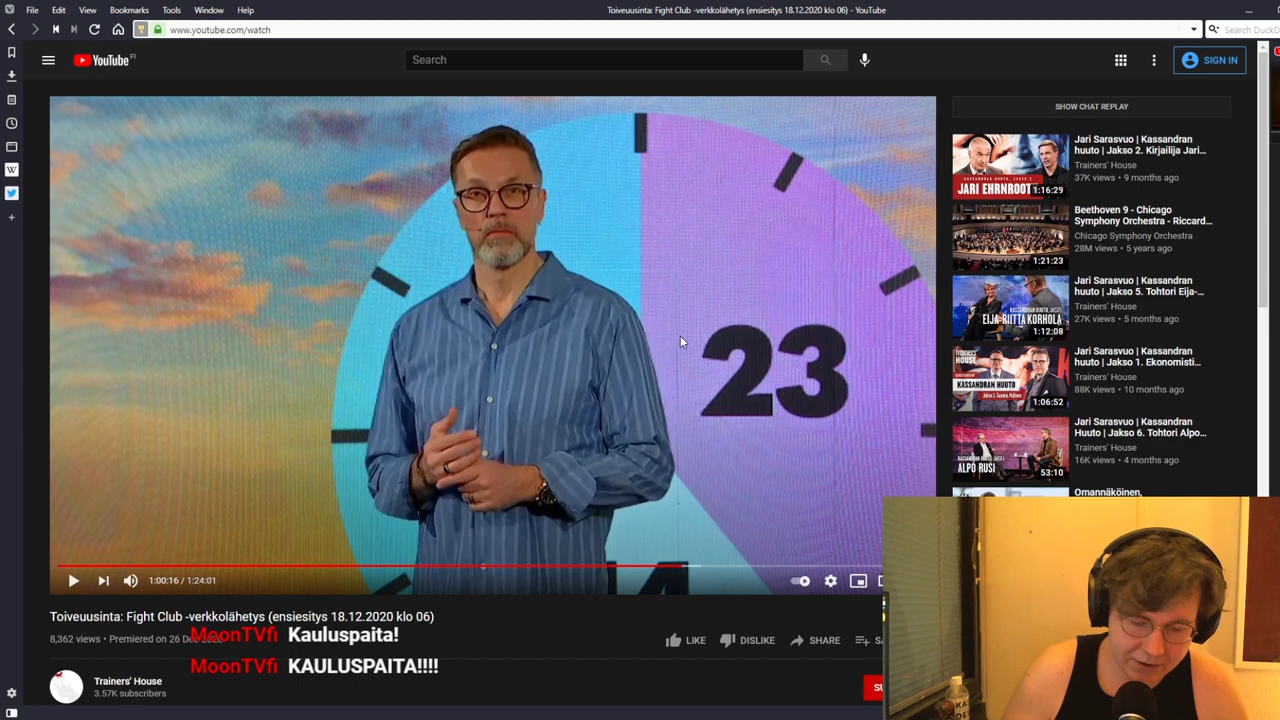 File Edit View Bookmarks Tools Window Help
Toiveuusinta: Fight Club -verkkolähetys (ensiesitys 18.12.2020 klo 06) - YouTube
www.youtube.com/watch
Search DuckD
YouTube FI
Search
SIGN IN
23
SHOW CHAT REPLAY
JARI EHRNROOT
1:16:29
Jari Sarasvuo | Kassandran
huuto | Jakso 2. Kirjailija Jari...
Trainers' House
37K views • 9 months ago
1:21:23
Beethoven 9 - Chicago
Symphony Orchestra - Riccard...
Chicago Symphony Orchestra
28M views • 5 years ago
EIJA-RIITTA KORHOLA
1:12:08
Jari Sarasvuo | Kassandran
huuto | Jakso 5. Tohtori Eija-...
Trainers' House
27K views • 5 months ago
KASSANDRAN HUUTO
1:06:52
Jari Sarasvuo | Kassandran
huuto | Jakso 1. Ekonomisti...
Trainers' House
88K views • 10 months ago
ALPO RUSI
53:10
Jari Sarasvuo | Kassandran
Huuto | Jakso 6. Tohtori Alpo...
Trainers' House
16K views • 4 months ago
Omannäköinen,
1:00:16 / 1:24:01
Toiveuusinta: Fight Club -verkkolähetys (ensiesitys 18.12.2020 klo 06)
8,362 views • Premiered on 26 De
LIKE DISLIKE SHARE SA
MoonTVfi Kauluspaita!
MoonTVfi KAULUSPAITA!!!!
Trainers' House
3.57K subscribers
SU